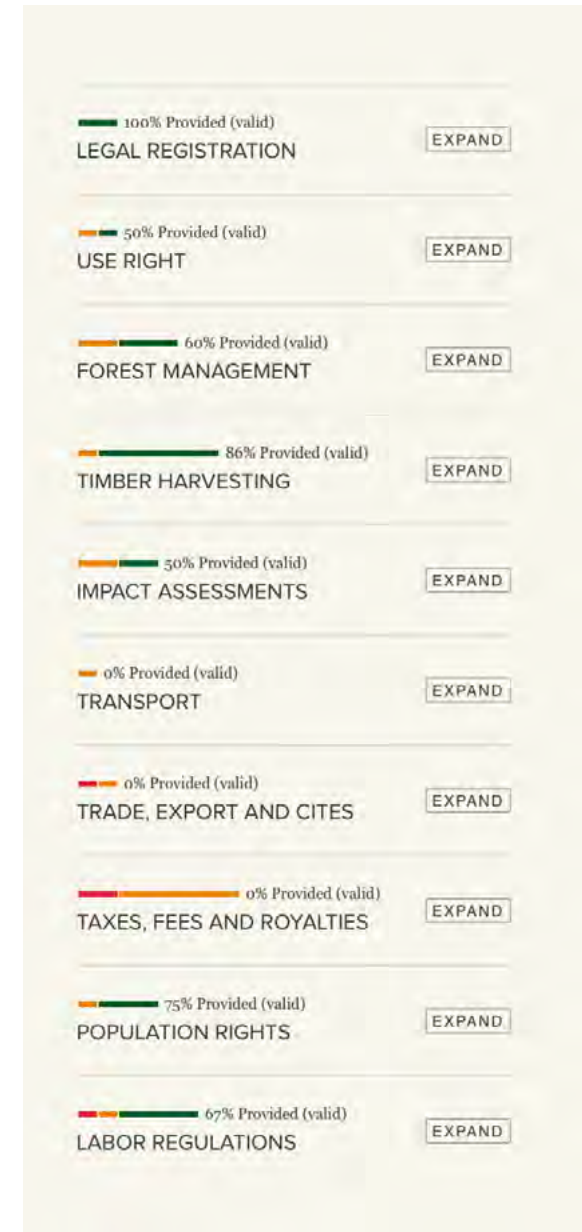 100% Provided (valid)
LEGAL REGISTRATION
EXPAND
50% Provided (valid)
USE RIGHT
EXPAND
60% Provided (valid)
FOREST MANAGEMENT
EXPAND
86% Provided (valid)
TIMBER HARVESTING
EXPAND
50% Provided (valid)
IMPACT ASSESSMENTS
EXPAND
0% Provided (valid)
TRANSPORT
EXPAND
0% Provided (valid)
TRADE, EXPORT AND CITES
EXPAND
0% Provided (valid)
TAXES, FEES AND ROYALTIES
EXPAND
75% Provided (valid)
POPULATION RIGHTS
EXPAND
67% Provided (valid)
LABOR REGULATIONS
EXPAND